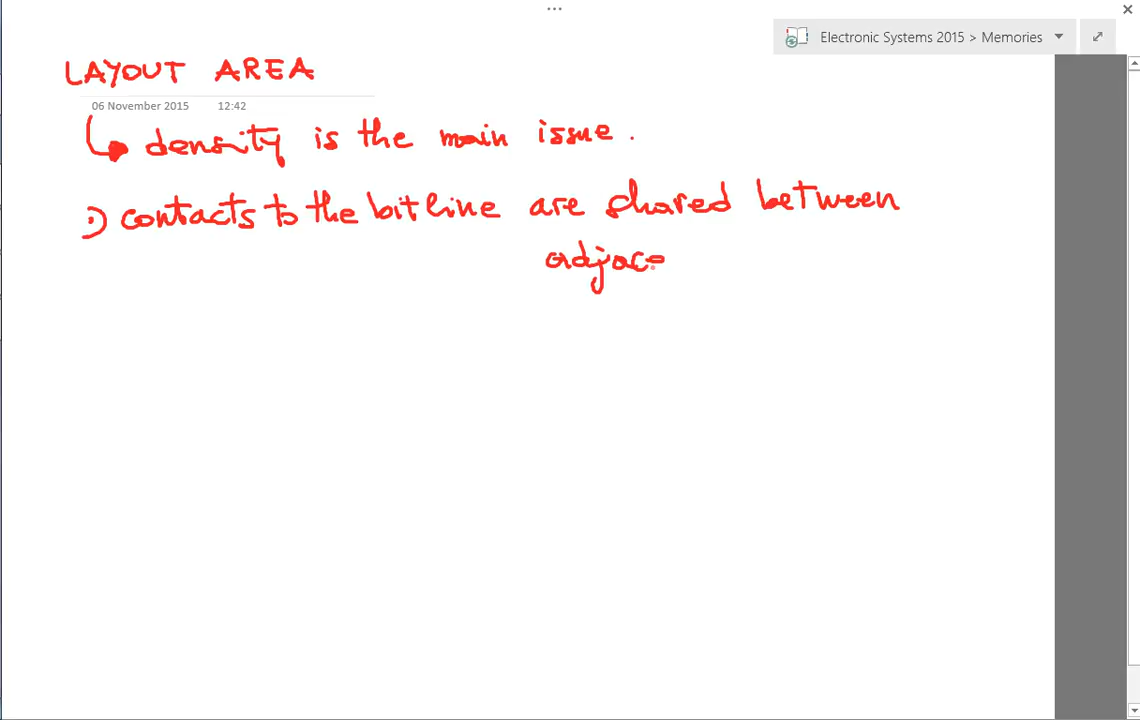 Electronic Systems 2015 > Memories
LAYOUT AREA
06 November 2015 12:42
density is the main issue.
·) contacts to the bitline are shared between
adjace